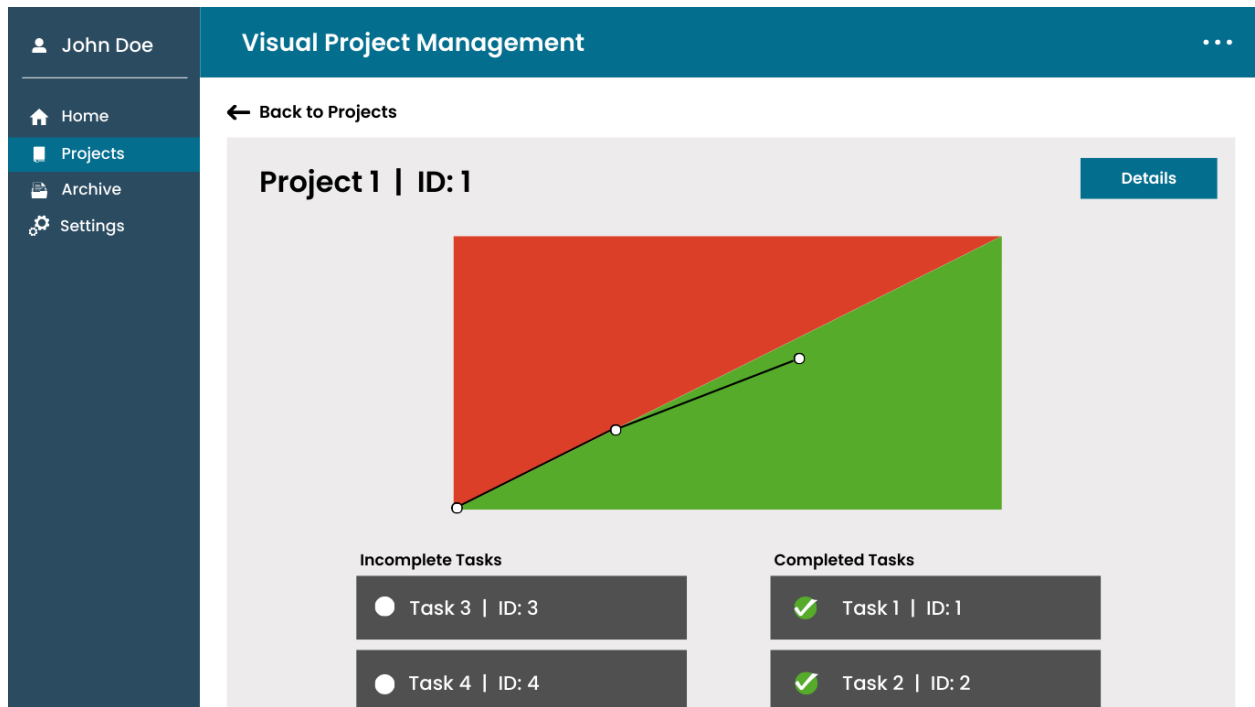 John Doe
Visual Project Management
Home
Projects
Archive
Settings
Back to Projects
Project 1 | ID: 1
Details
Incomplete Tasks
Task 3 | ID: 3
Task 4 | ID: 4
Completed Tasks
Task 1 | ID: 1
Task 2 | ID: 2